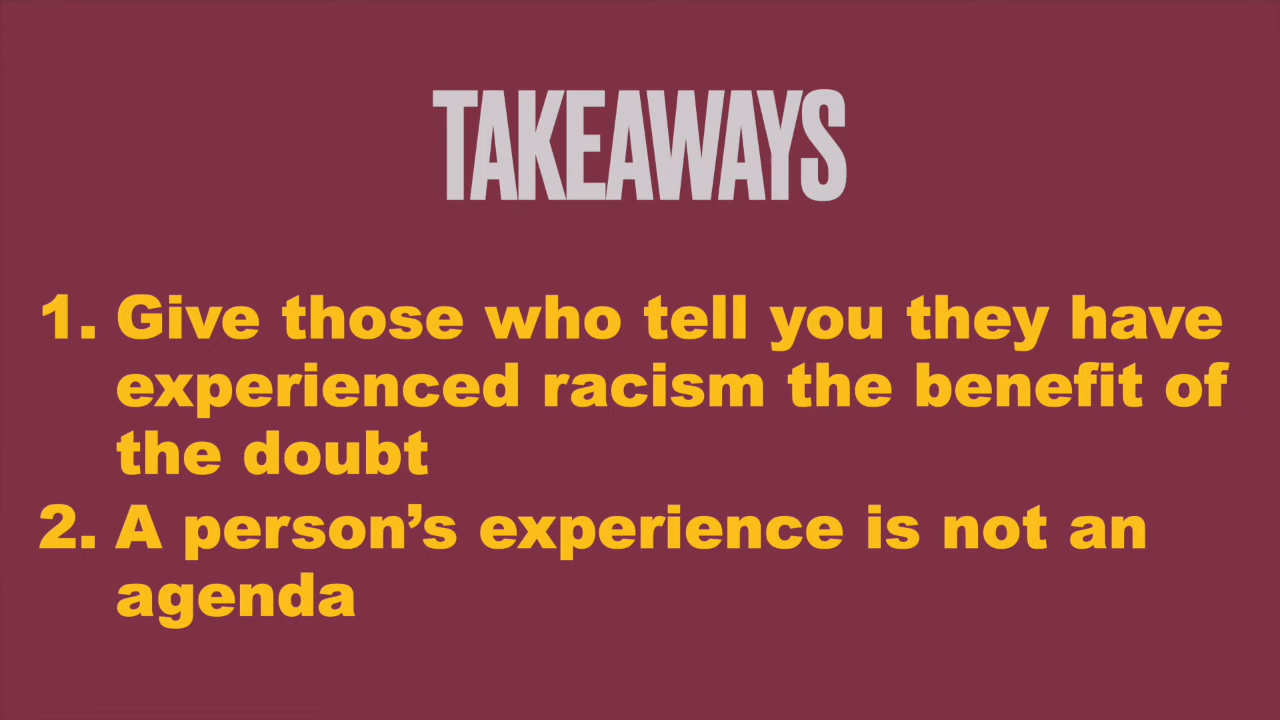 TAKEAWAYS
1. Give those who tell you they have
experienced racism the benefit of
the doubt
2. A person’s experience is not an
agenda